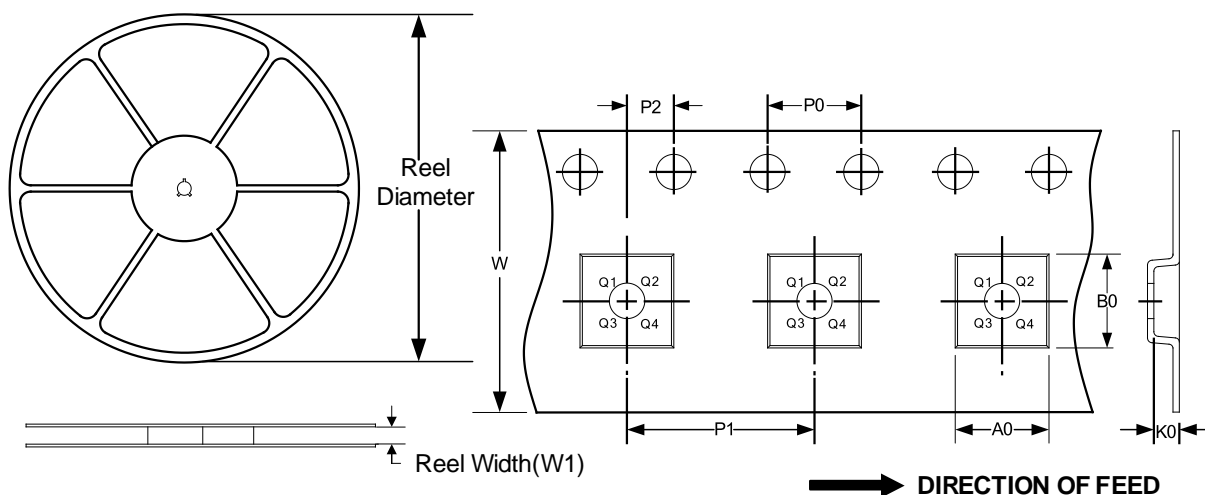 P2
P0
Reel
Diameter
W
Q1 Q2
Q3 Q4
Q1 Q2
Q3 Q4
Q1 Q2
Q3 Q4
B0
P1
A0
K0
Reel Width(W1)
DIRECTION OF FEED